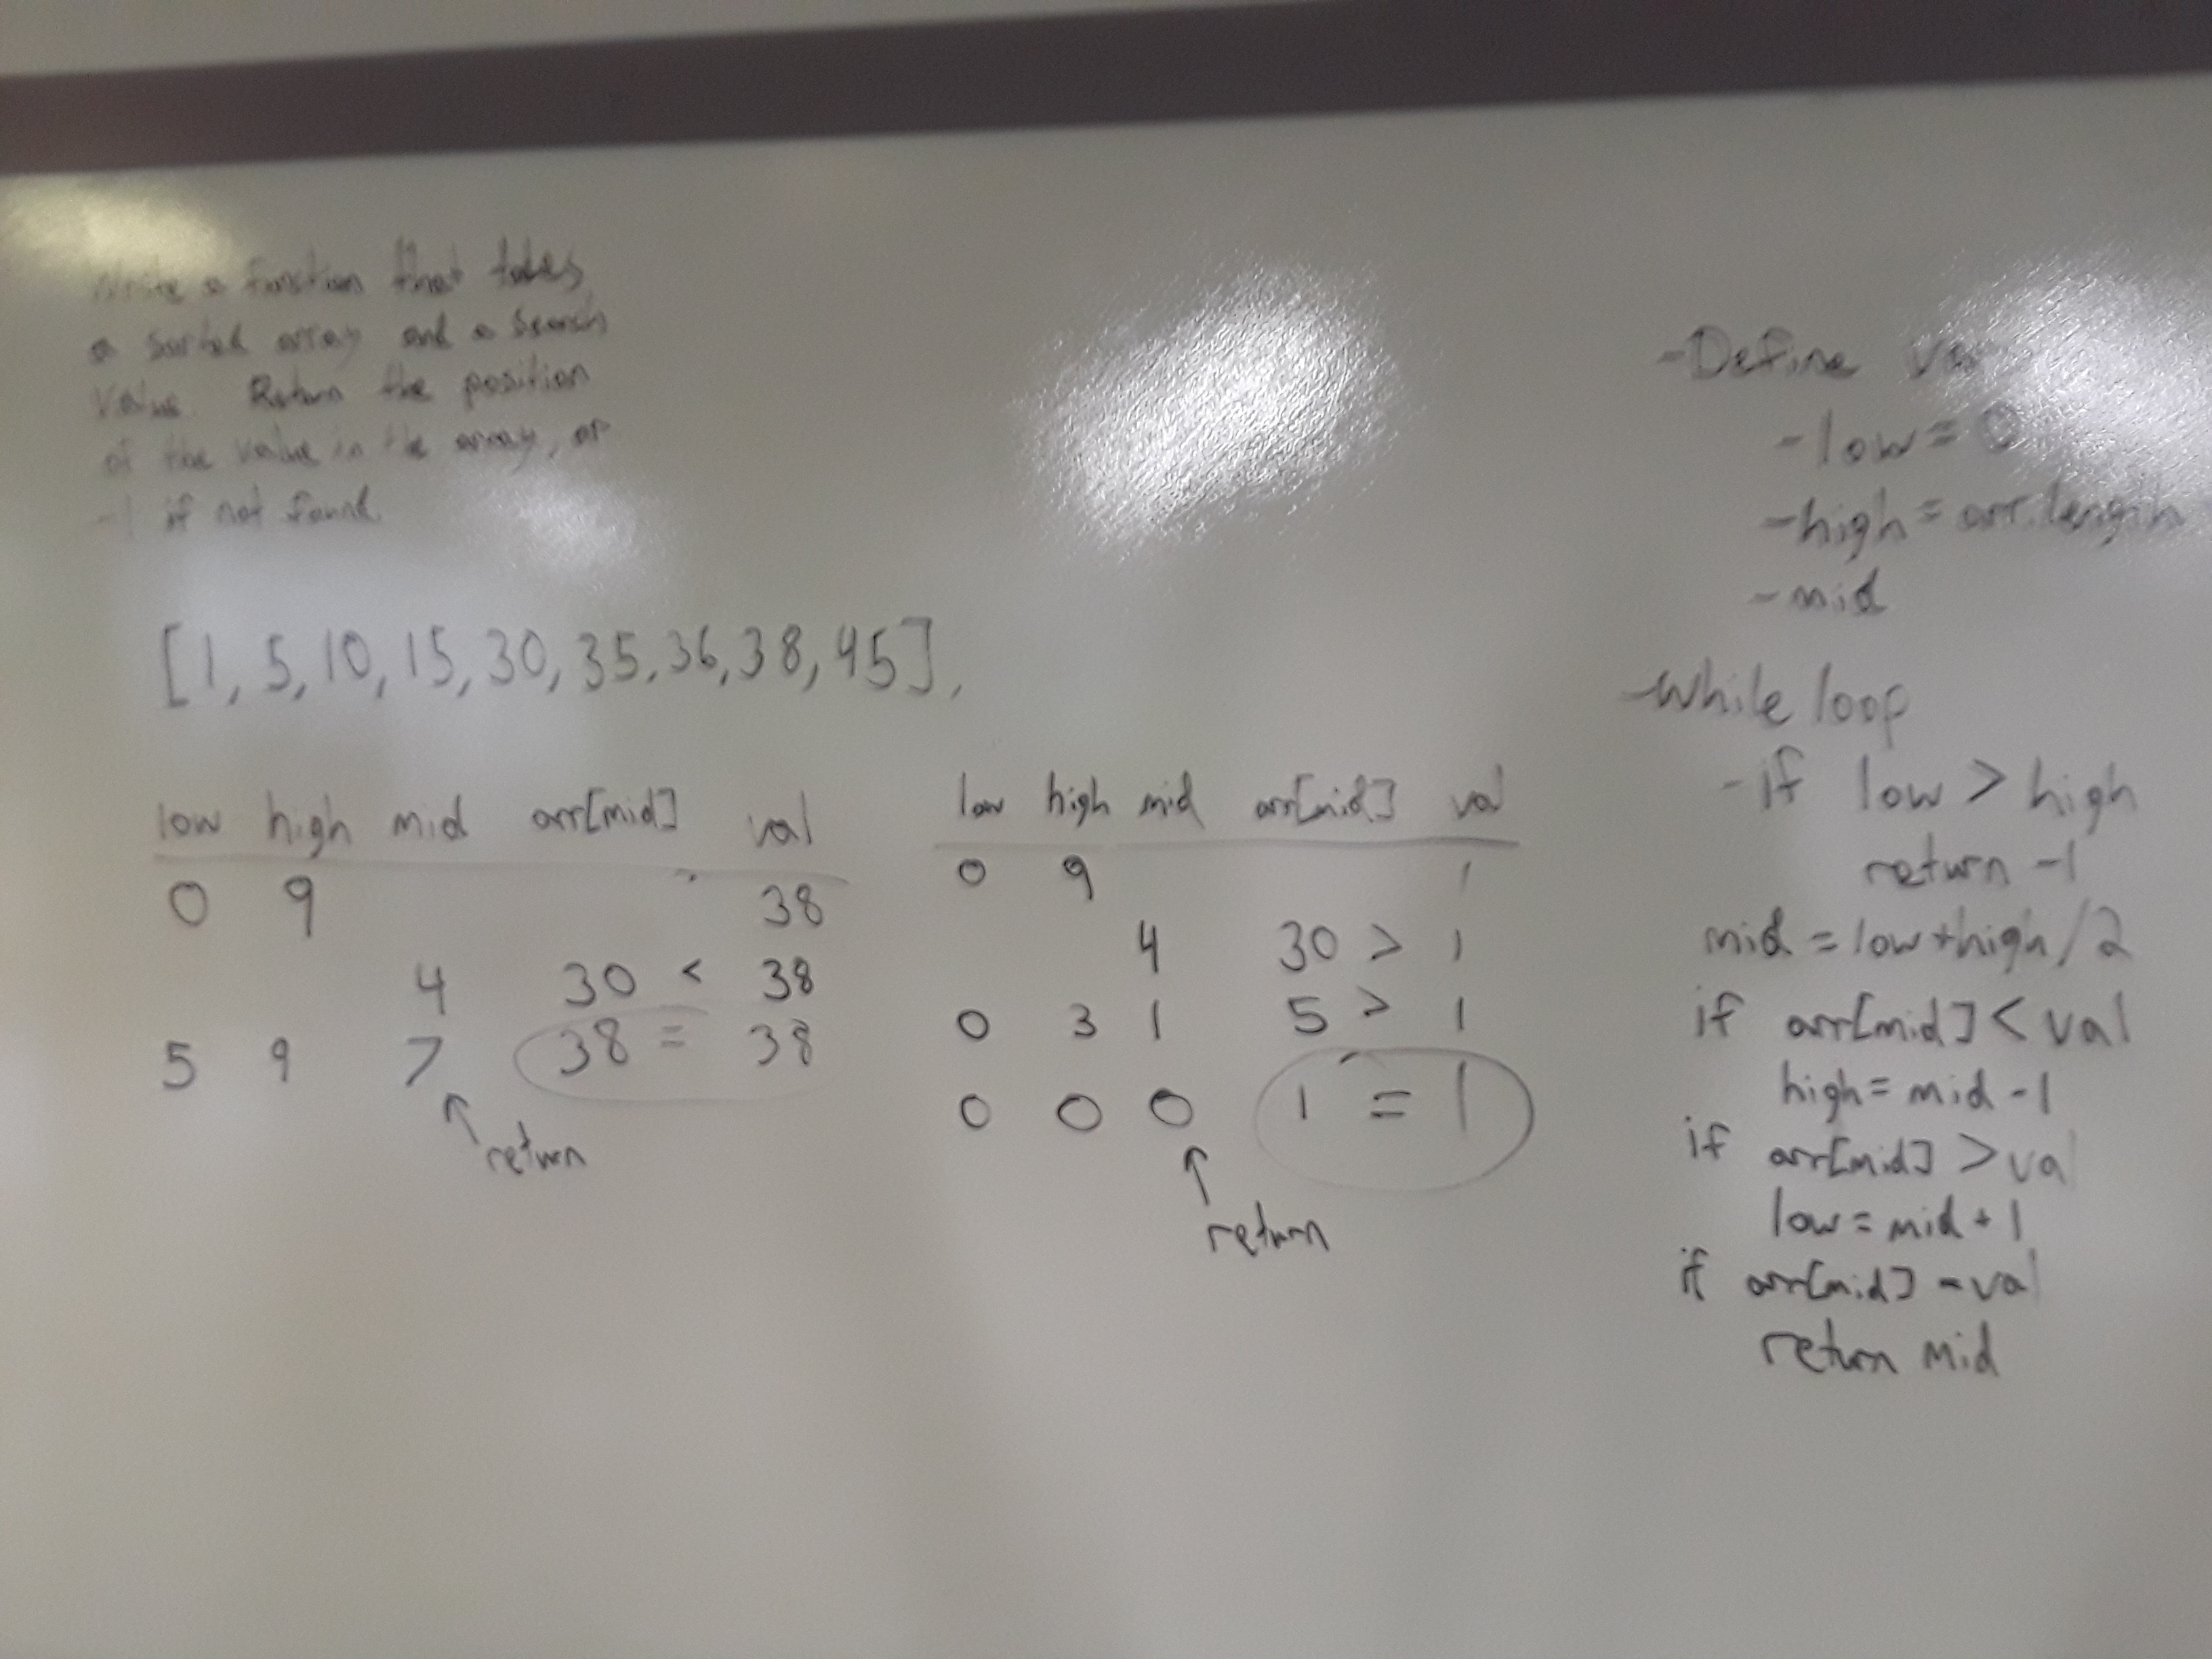 Write a function that takes
a sorted array and a search
value. Return the position
of the value in the array, or
-1 if not found.
[1, 5, 10, 15, 30, 35, 36, 38, 45],
low high mid arr[mid] val
0 9 38
4 30 < 38
5 9 7 38 = 38
return
low high mid arr[mid] val
0 9 1
4 30 > 1
0 3 1 5 > 1
0 0 0 1 = 1
return
-Define
-low = 0
-high = arr.length
-mid
-while loop
-if low > high
return -1
mid = low+high/2
if arr[mid] < val
high = mid - 1
if arr[mid] > val
low = mid + 1
if arr[mid] = val
return mid